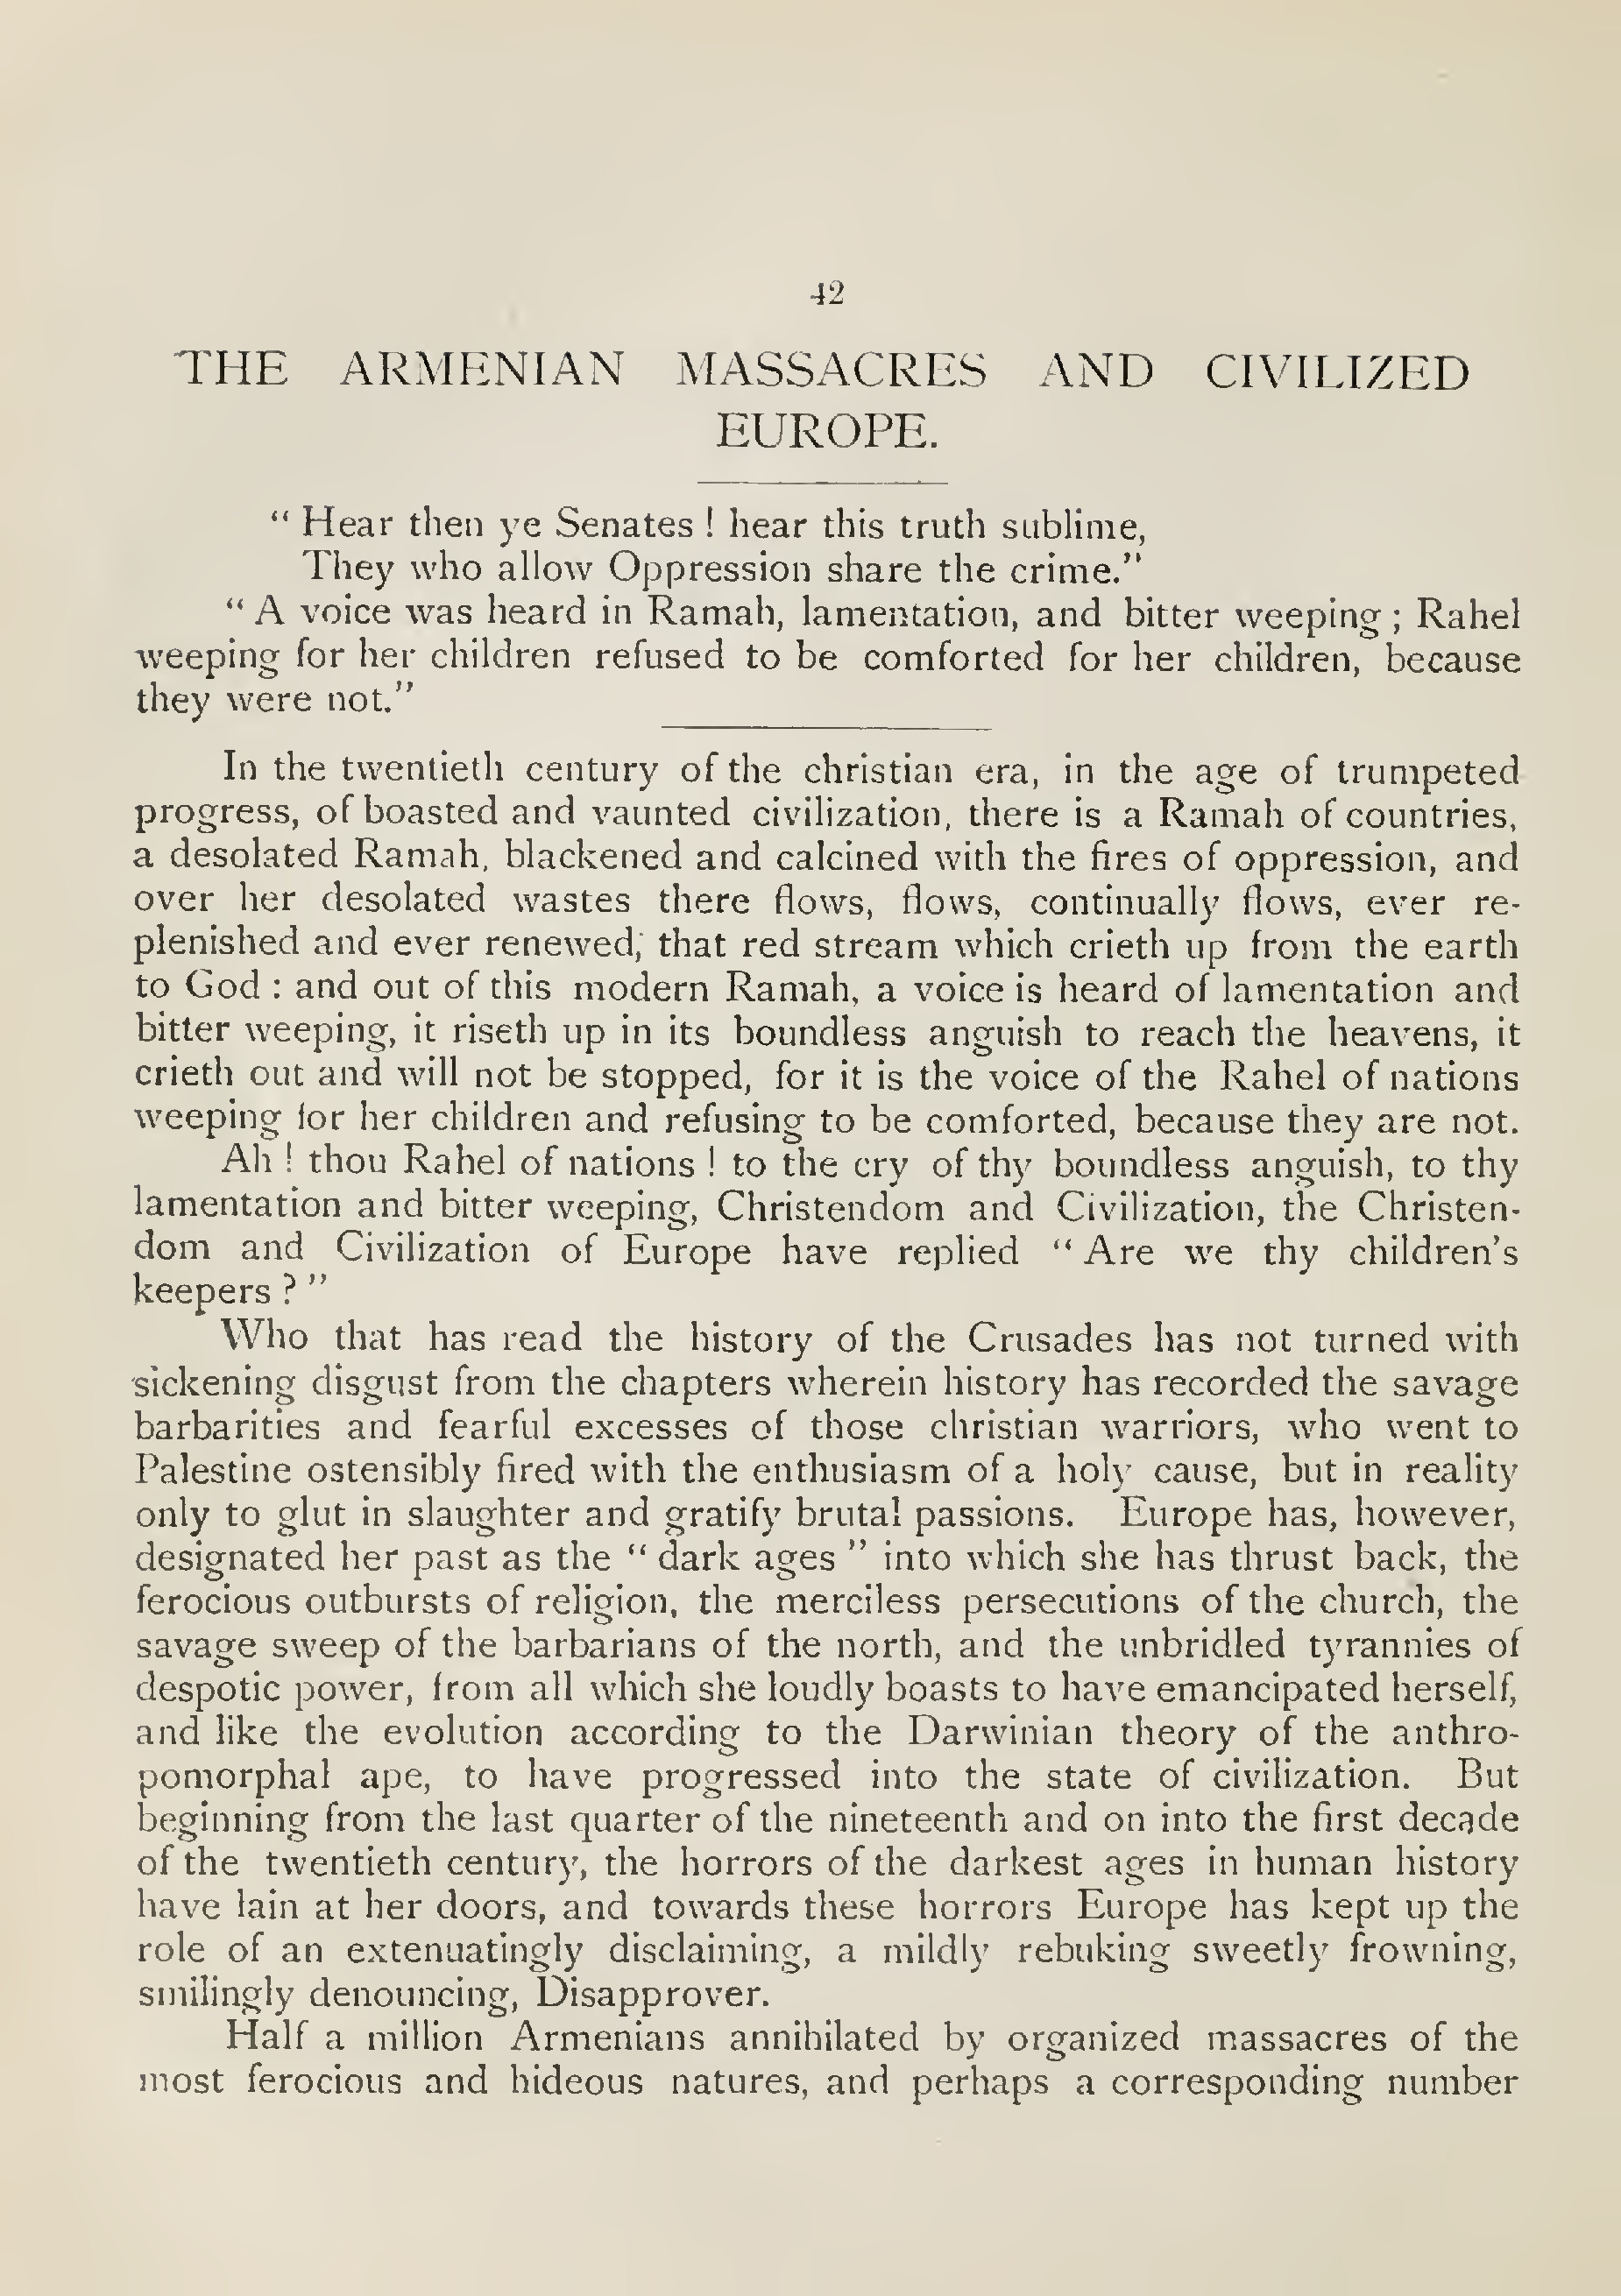 42
THE ARMENIAN MASSACRES AND CIVILIZED
EUROPE.
“ Hear then ye Senates ! hear this truth sublime,
They who allow Oppression share the crime.”
“ A voice was heard in Ramah, lamentation, and bitter weeping ; Rahel
weeping for her children refused to be comforted for her children, because
they were not.”
In the twentieth century of the christian era, in the age of trumpeted
progress, of boasted and vaunted civilization, there is a Ramah of countries,
a desolated Ramah, blackened and calcined with the fires of oppression, and
over her desolated wastes there flows, flows, continually flows, ever re-
plenished and ever renewed, that red stream which crieth up from the earth
to God : and out of this modern Ramah, a voice is heard of lamentation and
bitter weeping, it riseth up in its boundless anguish to reach the heavens, it
crieth out and will not be stopped, for it is the voice of the Rahel of nations
weeping for her children and refusing to be comforted, because they are not.
Ah ! thou Rahel of nations ! to the cry of thy boundless anguish, to thy
lamentation and bitter weeping, Christendom and Civilization, the Christen-
dom and Civilization of Europe have replied “ Are we thy children’s
keepers ? ”
Who that has read the history of the Crusades has not turned with
sickening disgust from the chapters wherein history has recorded the savage
barbarities and fearful excesses of those christian warriors, who went to
Palestine ostensibly fired with the enthusiasm of a holy cause, but in reality
only to glut in slaughter and gratify brutal passions. Europe has, however,
designated her past as the “ dark ages ” into which she has thrust back, the
ferocious outbursts of religion, the merciless persecutions of the church, the
savage sweep of the barbarians of the north, and the unbridled tyrannies of
despotic power, from all which she loudly boasts to have emancipated herself,
and like the evolution according to the Darwinian theory of the anthro-
pomorphal ape, to have progressed into the state of civilization. But
beginning from the last quarter of the nineteenth and on into the first decade
of the twentieth century, the horrors of the darkest ages in human history
have lain at her doors, and towards these horrors Europe has kept up the
role of an extenuatingly disclaiming, a mildly rebuking sweetly frowning,
smilingly denouncing, Disapprover.
Half a million Armenians annihilated by organized massacres of the
most ferocious and hideous natures, and perhaps a corresponding number